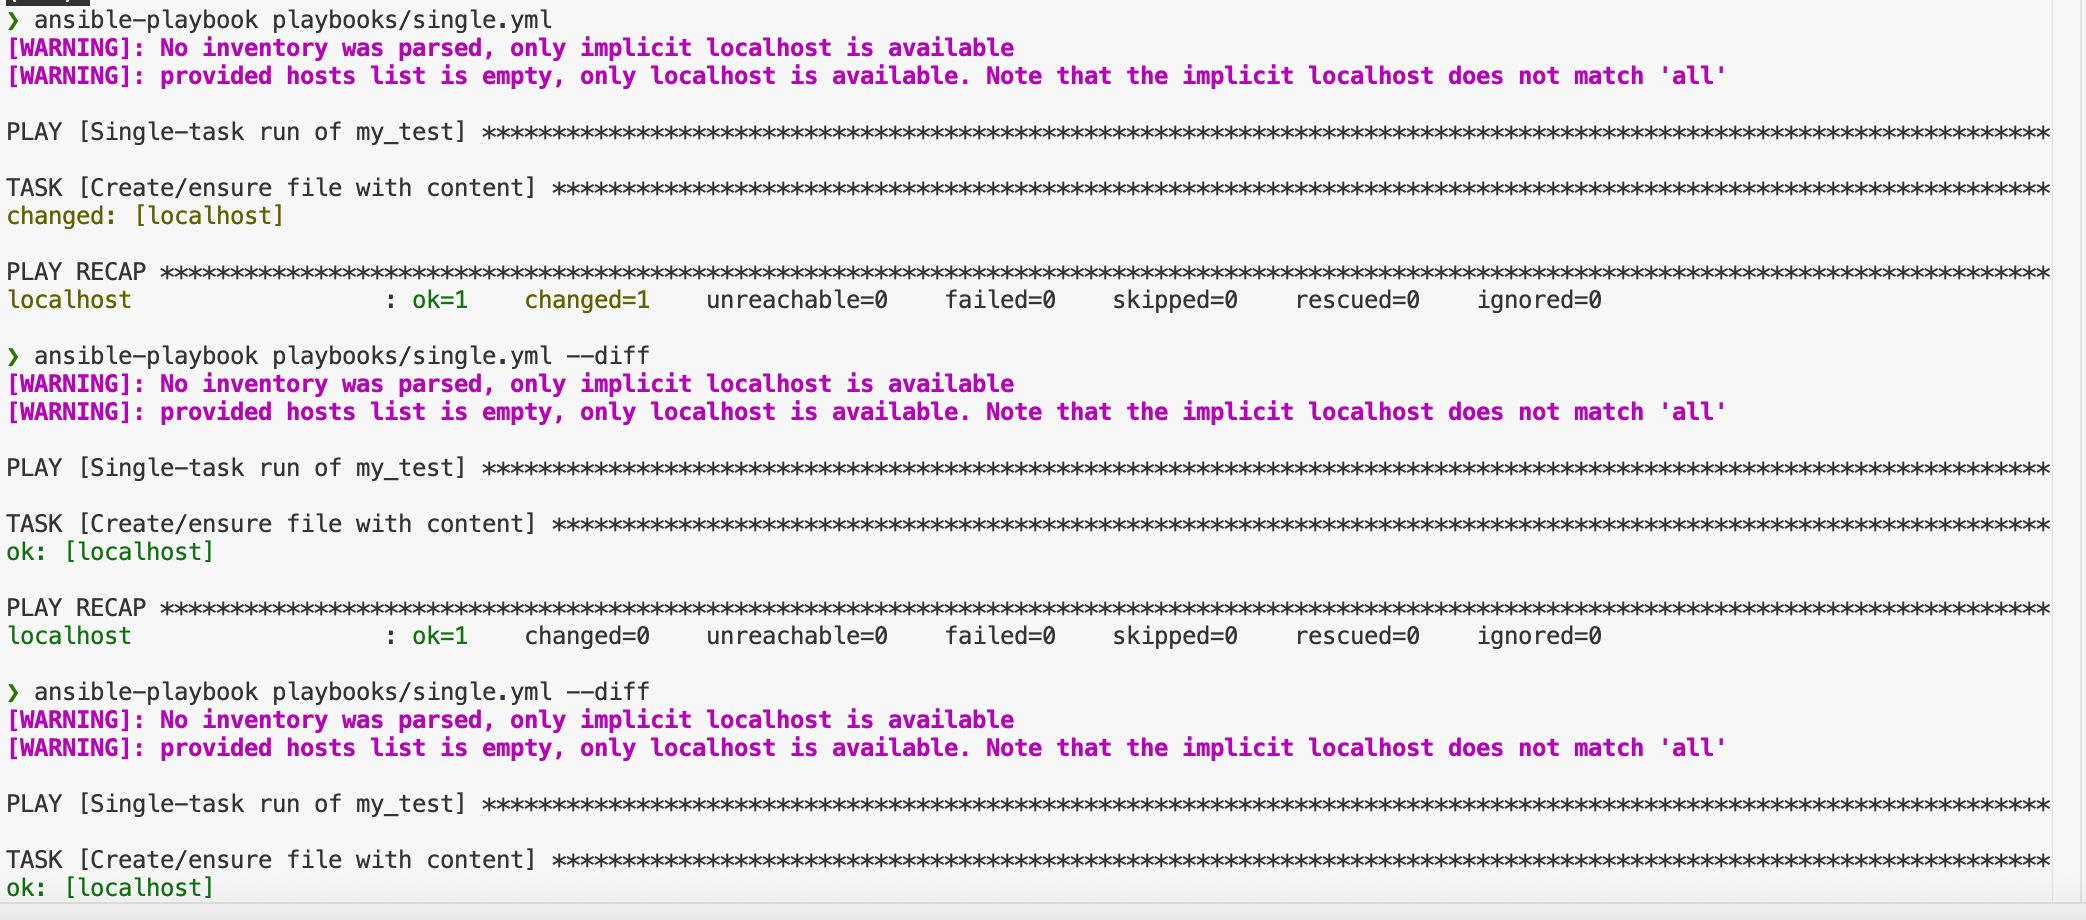 ❯ ansible-playbook playbooks/single.yml
[WARNING]: No inventory was parsed, only implicit localhost is available
[WARNING]: provided hosts list is empty, only localhost is available. Note that the implicit localhost does not match 'all'
PLAY [Single-task run of my_test] ****************************************************************************************************************
TASK [Create/ensure file with content] ***********************************************************************************************************
changed: [localhost]
PLAY RECAP ***************************************************************************************************************************************
localhost                  : ok=1    changed=1    unreachable=0    failed=0    skipped=0    rescued=0    ignored=0
❯ ansible-playbook playbooks/single.yml --diff
[WARNING]: No inventory was parsed, only implicit localhost is available
[WARNING]: provided hosts list is empty, only localhost is available. Note that the implicit localhost does not match 'all'
PLAY [Single-task run of my_test] ****************************************************************************************************************
TASK [Create/ensure file with content] ***********************************************************************************************************
ok: [localhost]
PLAY RECAP ***************************************************************************************************************************************
localhost                  : ok=1    changed=0    unreachable=0    failed=0    skipped=0    rescued=0    ignored=0
❯ ansible-playbook playbooks/single.yml --diff
[WARNING]: No inventory was parsed, only implicit localhost is available
[WARNING]: provided hosts list is empty, only localhost is available. Note that the implicit localhost does not match 'all'
PLAY [Single-task run of my_test] ****************************************************************************************************************
TASK [Create/ensure file with content] ***********************************************************************************************************
ok: [localhost]